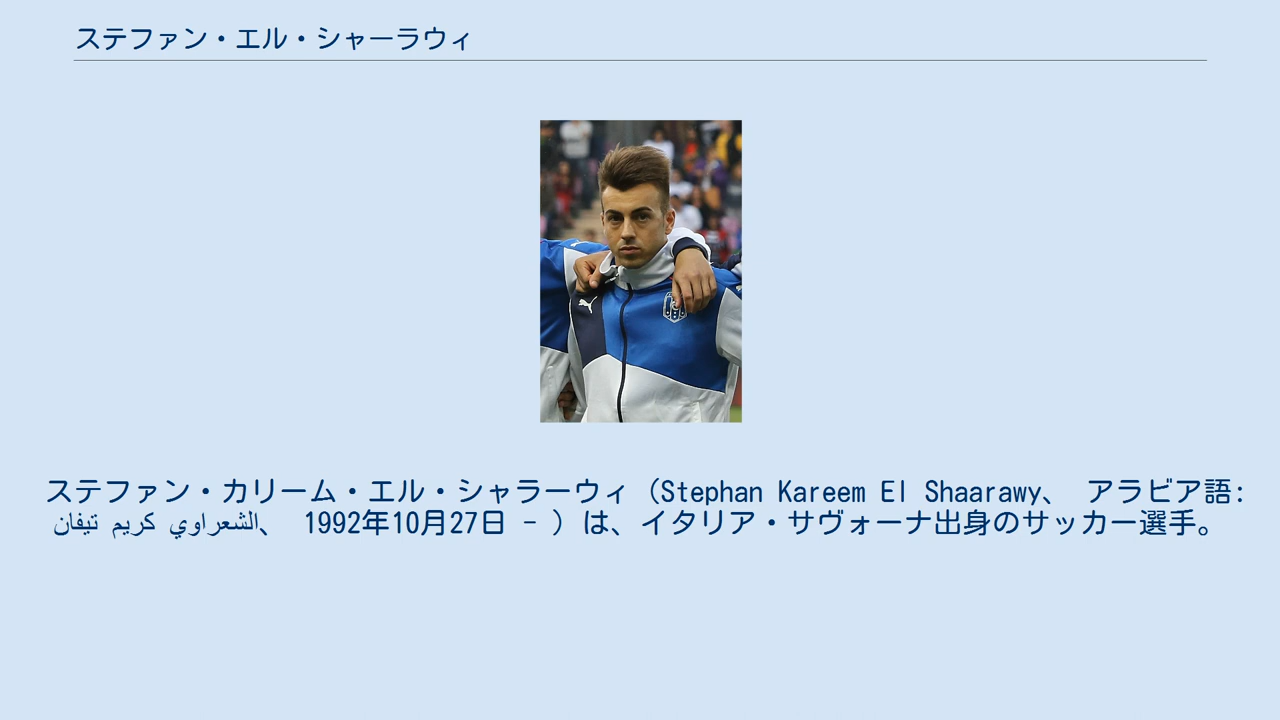 ステファン・エル・シャーラウィ
ステファン・カリーム・エル・シャラーウィ（Stephan Kareem El Shaarawy、 アラビア語:
الشعراوي كريم تيفان、 1992年10月27日 - ）は、イタリア・サヴォーナ出身のサッカー選手。